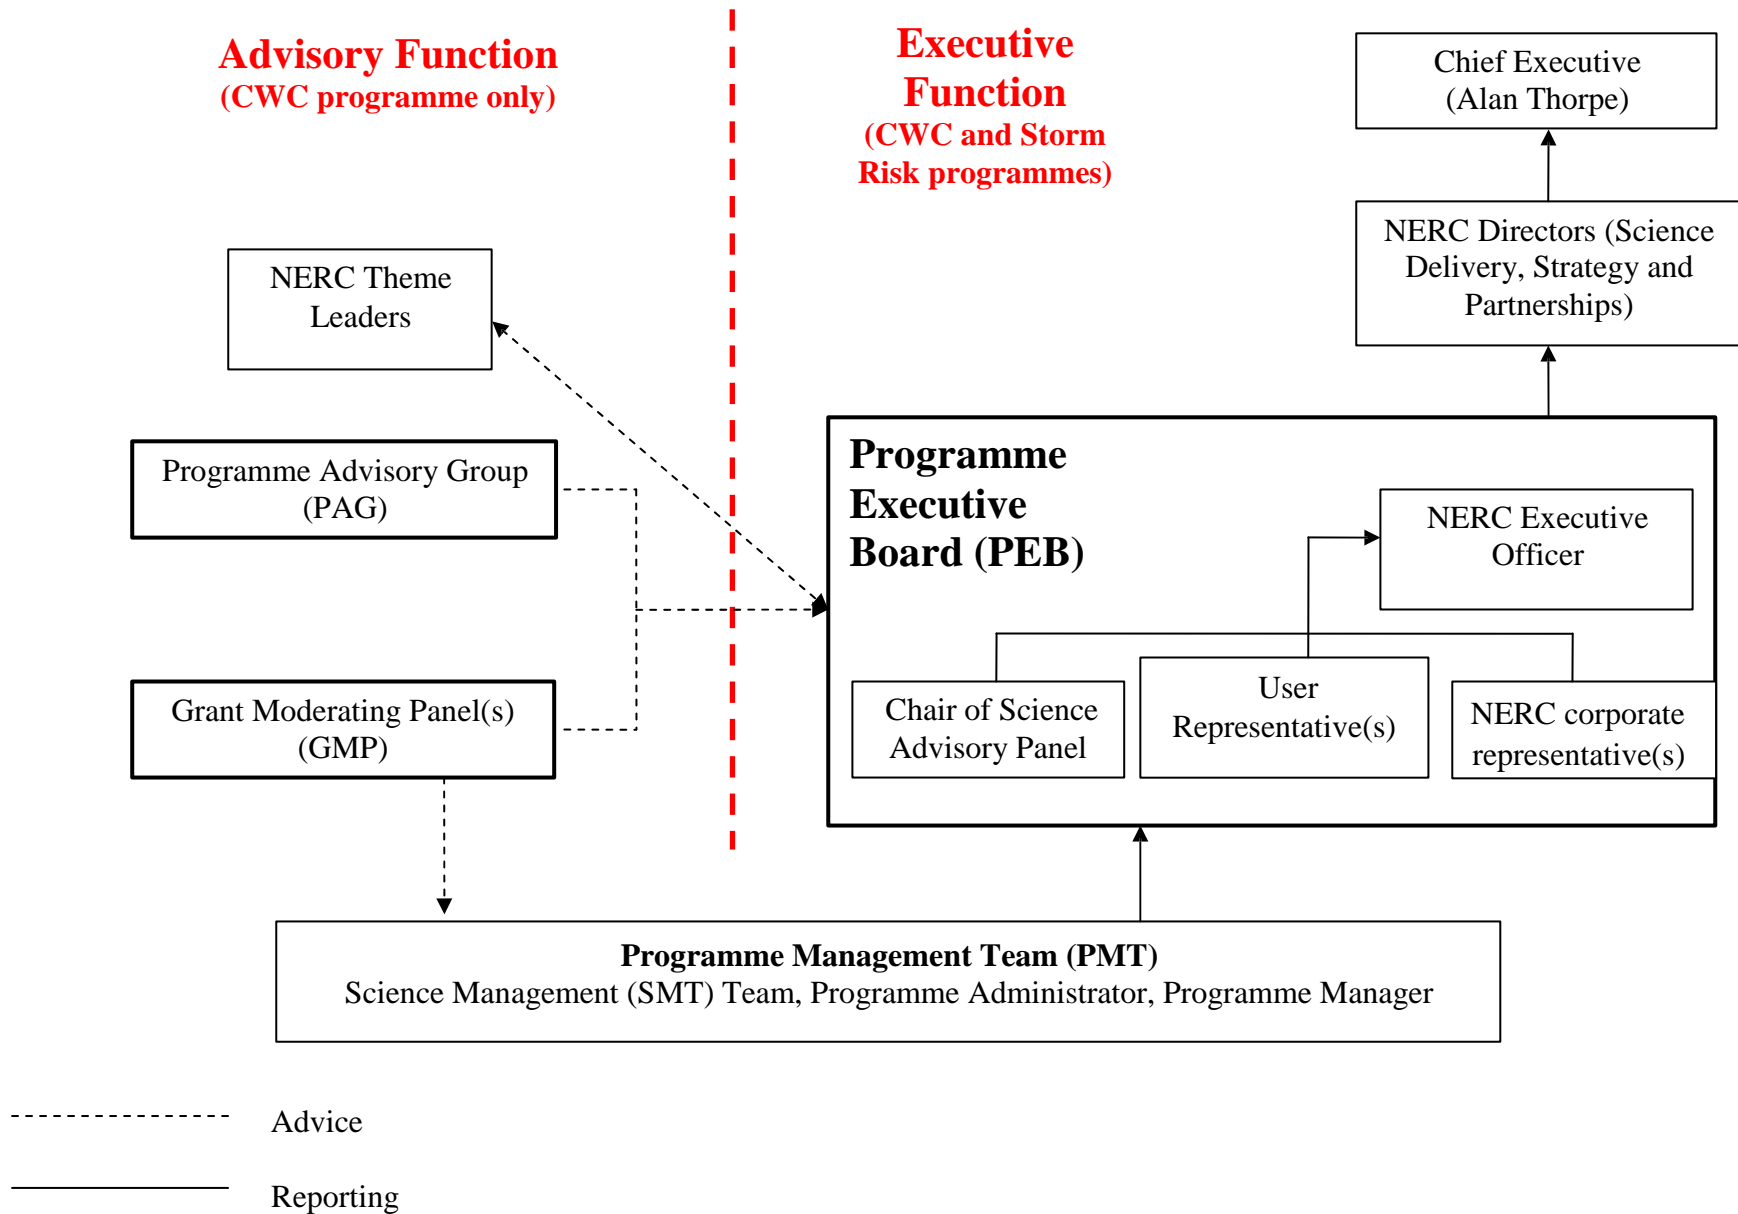 Advisory Function
(CWC programme only)
Executive
Function
(CWC and Storm
Risk programmes)
Chief Executive
(Alan Thorpe)
NERC Directors (Science
Delivery, Strategy and
Partnerships)
NERC Theme
Leaders
Programme Advisory Group
(PAG)
Grant Moderating Panel(s)
(GMP)
Programme
Executive
Board (PEB)
NERC Executive
Officer
Chair of Science
Advisory Panel
User
Representative(s)
NERC corporate
representative(s)
Programme Management Team (PMT)
Science Management (SMT) Team, Programme Administrator, Programme Manager
Advice
Reporting